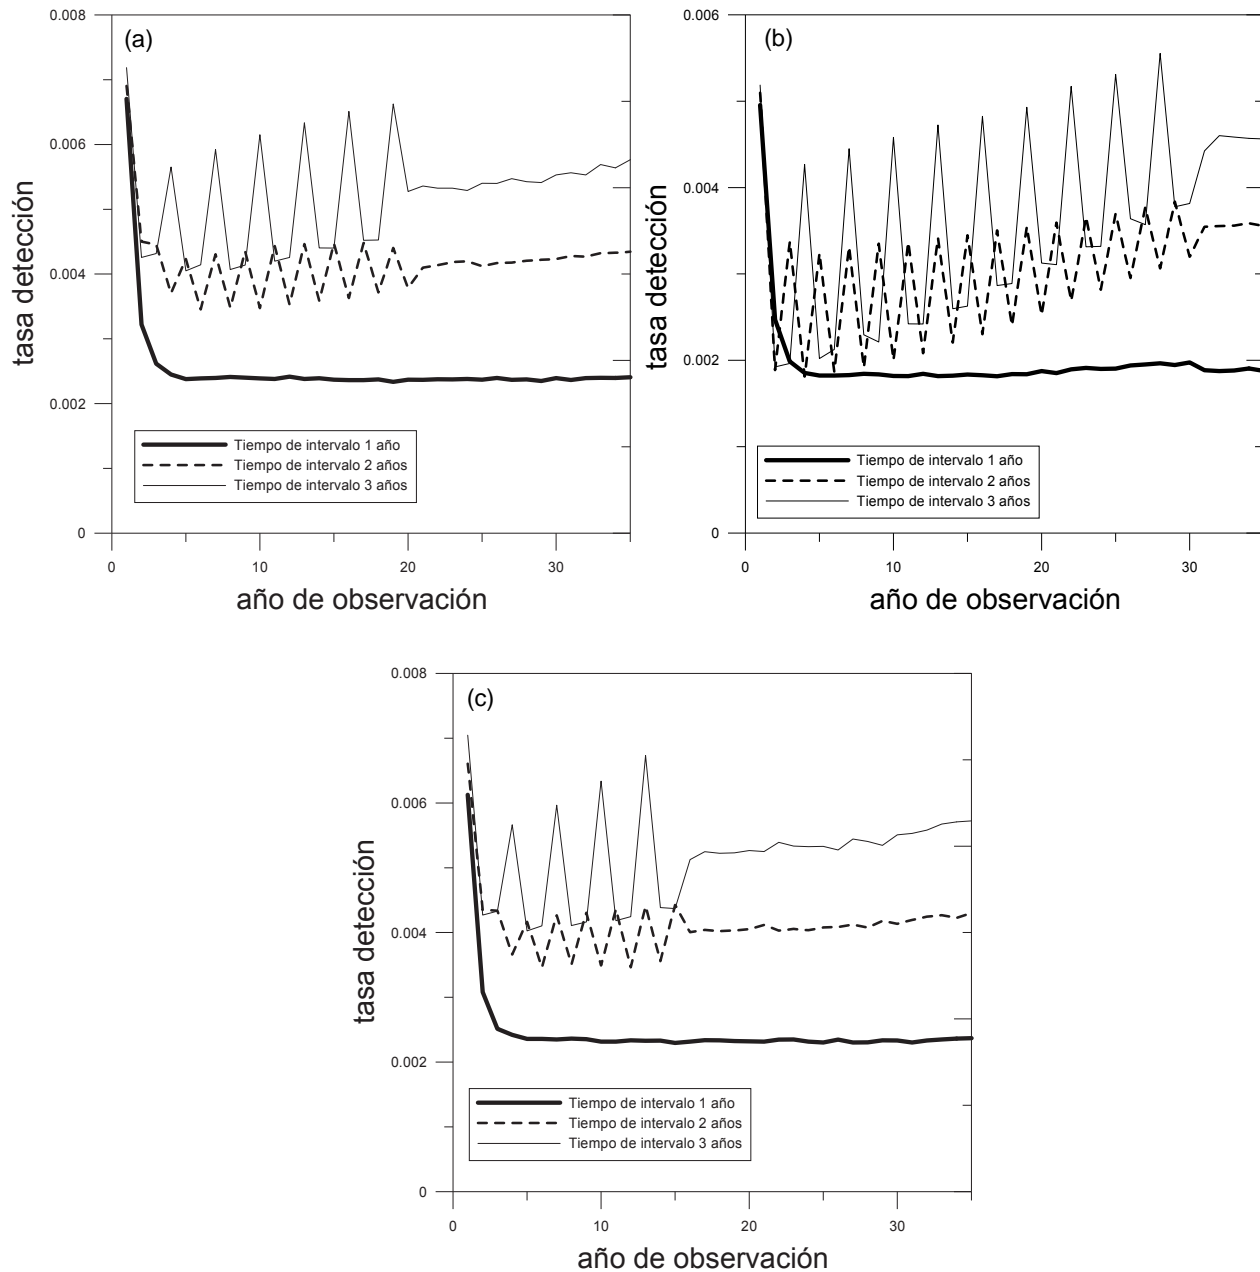 (a)
0.008
0.006
0.004
0.002
0
tasa detección
Tiempo de intervalo 1 año
Tiempo de intervalo 2 años
Tiempo de intervalo 3 años
0
10
20
30
año de observación
(b)
0.006
0.004
0.002
0
tasa detección
Tiempo de intervalo 1 año
Tiempo de intervalo 2 años
Tiempo de intervalo 3 años
0
10
20
30
año de observación
(c)
0.008
0.006
0.004
0.002
0
tasa detección
Tiempo de intervalo 1 año
Tiempo de intervalo 2 años
Tiempo de intervalo 3 años
0
10
20
30
año de observación